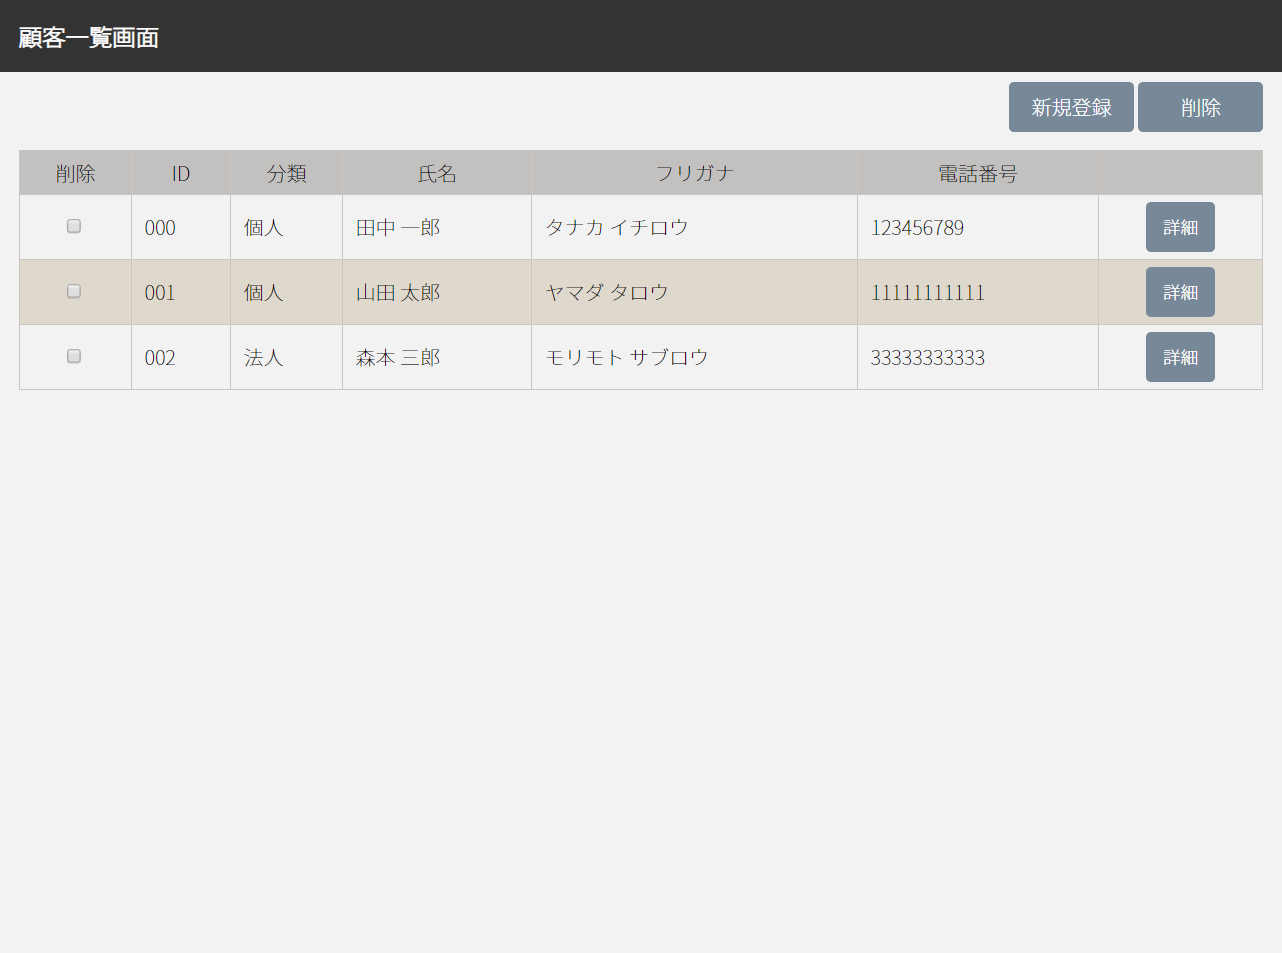 顧客一覧画面
新規登録 削除
削除 ID 分類 氏名 フリガナ 電話番号
000 個人 田中 一郎 タナカ イチロウ 123456789 詳細
001 個人 山田 太郎 ヤマダ タロウ 11111111111 詳細
002 法人 森本 三郎 モリモト サブロウ 33333333333 詳細